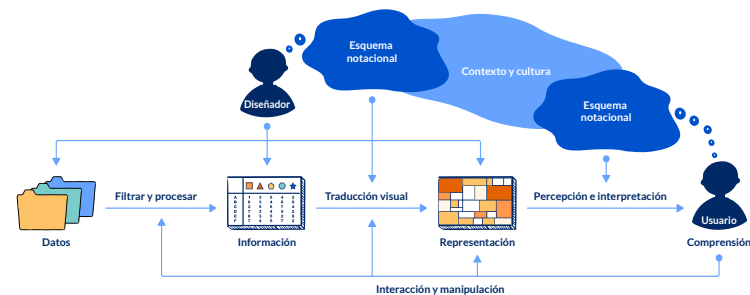 Esquema
notacional
Contexto y cultura
Esquema
notacional
Diseñador
Filtrar y procesar
Traducción visual
Percepción e interpretación
Usuario
Datos
Información
Representación
Comprensión
Interacción y manipulación